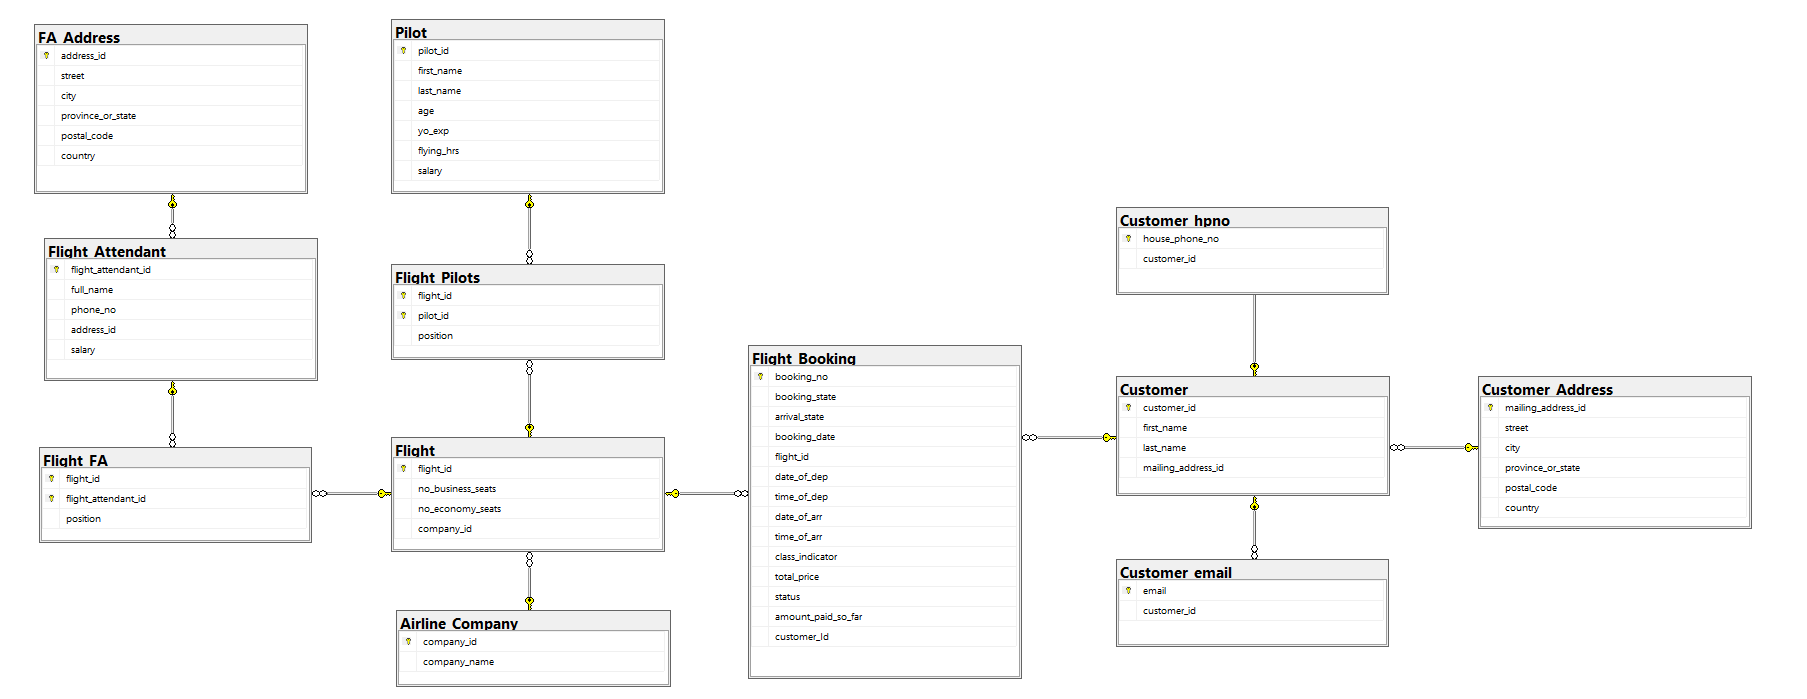 FA_Address
address_id
street
city
province_or_state
postal_code
country
Pilot
pilot_id
first_name
last_name
age
yo_exp
flying_hrs
salary
Flight_Attendant
flight_attendant_id
full_name
phone_no
address_id
salary
Flight_Pilots
flight_id
pilot_id
position
Flight_FA
flight_id
flight_attendant_id
position
Flight
flight_id
no_business_seats
no_economy_seats
company_id
Airline_Company
company_id
company_name
Flight_Booking
booking_no
booking_state
arrival_state
booking_date
flight_id
date_of_dep
time_of_dep
date_of_arr
time_of_arr
class_indicator
total_price
status
amount_paid_so_far
customer_Id
Customer_hpno
house_phone_no
customer_id
Customer
customer_id
first_name
last_name
mailing_address_id
Customer_email
email
customer_id
Customer_Address
mailing_address_id
street
city
province_or_state
postal_code
country